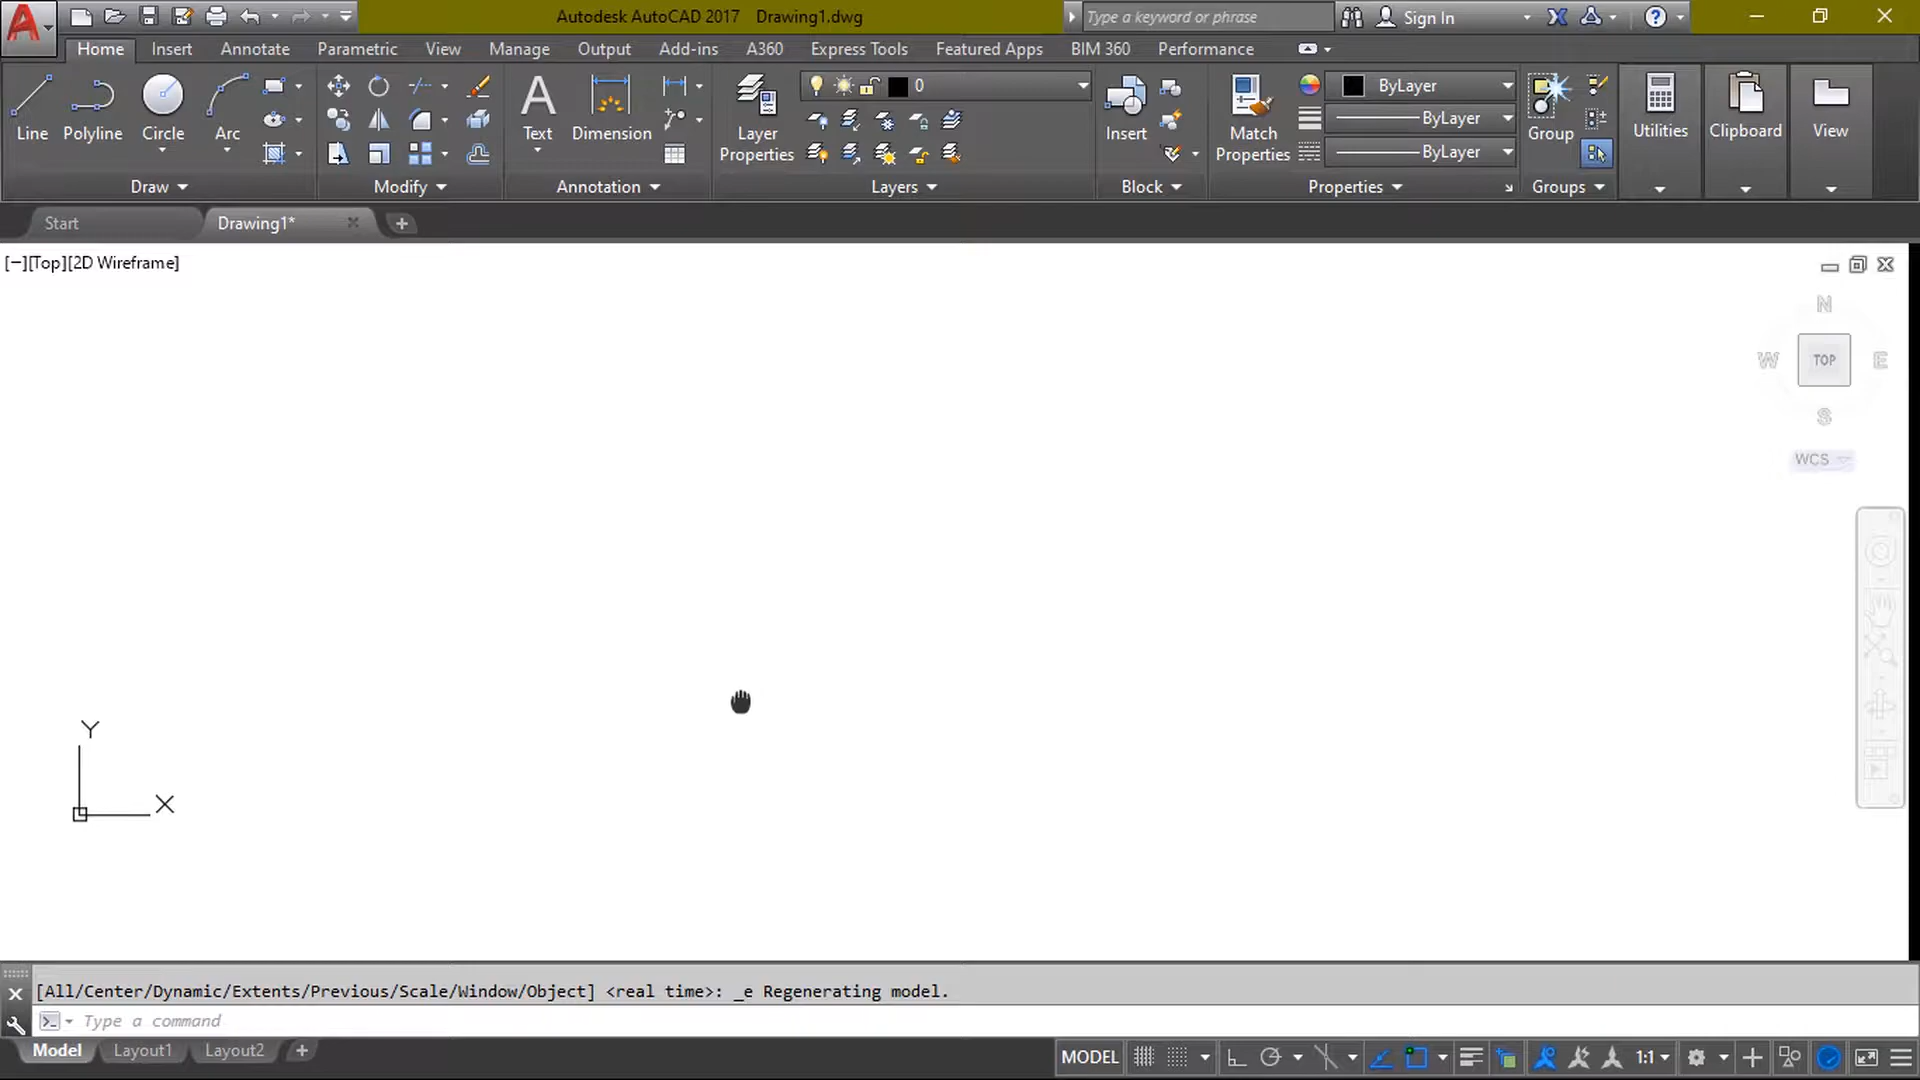 Autodesk AutoCAD 2017 Drawing1.dwg
Type a keyword or phrase
Sign In
Home Insert Annotate Parametric View Manage Output Add-ins A360 Express Tools Featured Apps BIM 360 Performance
0
ByLayer
ByLayer
ByLayer
Line Polyline Circle Arc
Text Dimension
Layer Properties
Insert
Match Properties
Group
Utilities
Clipboard
View
Draw Modify Annotation Layers Block Properties Groups
Start Drawing1*
[−][Top][2D Wireframe]
N
W TOP E
S
WCS
Y
X
[All/Center/Dynamic/Extents/Previous/Scale/Window/Object] <real time>: _e Regenerating model.
Type a command
Model Layout1 Layout2
MODEL 1:1